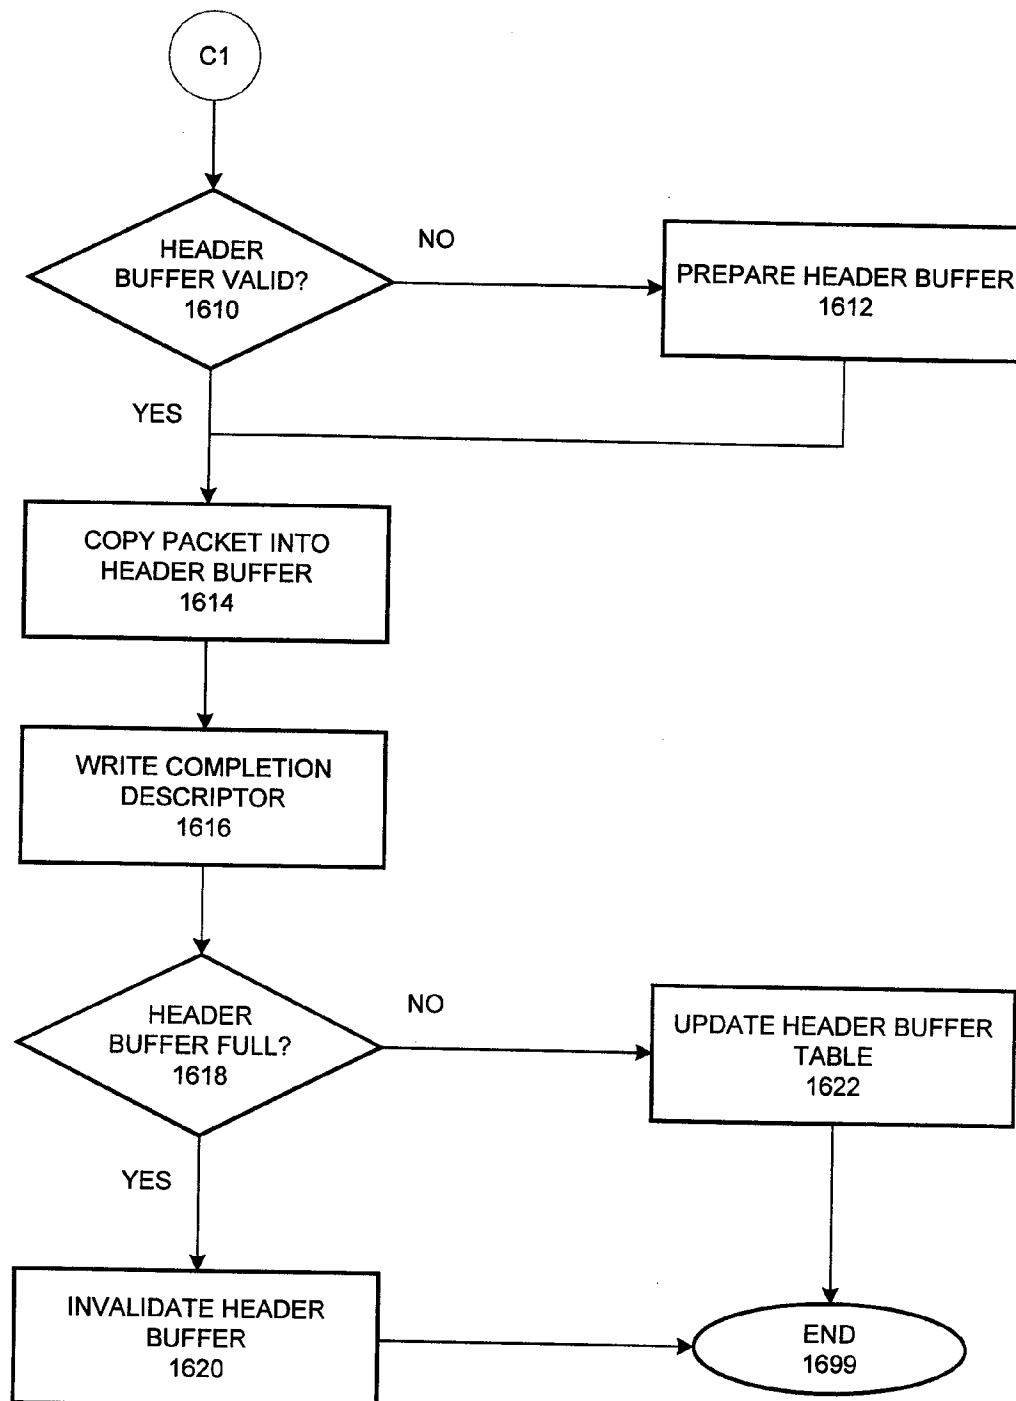 C1
HEADER
BUFFER VALID?
1610
NO
PREPARE HEADER BUFFER
1612
YES
COPY PACKET INTO
HEADER BUFFER
1614
WRITE COMPLETION
DESCRIPTOR
1616
HEADER
BUFFER FULL?
1618
NO
UPDATE HEADER BUFFER
TABLE
1622
YES
INVALIDATE HEADER
BUFFER
1620
END
1699